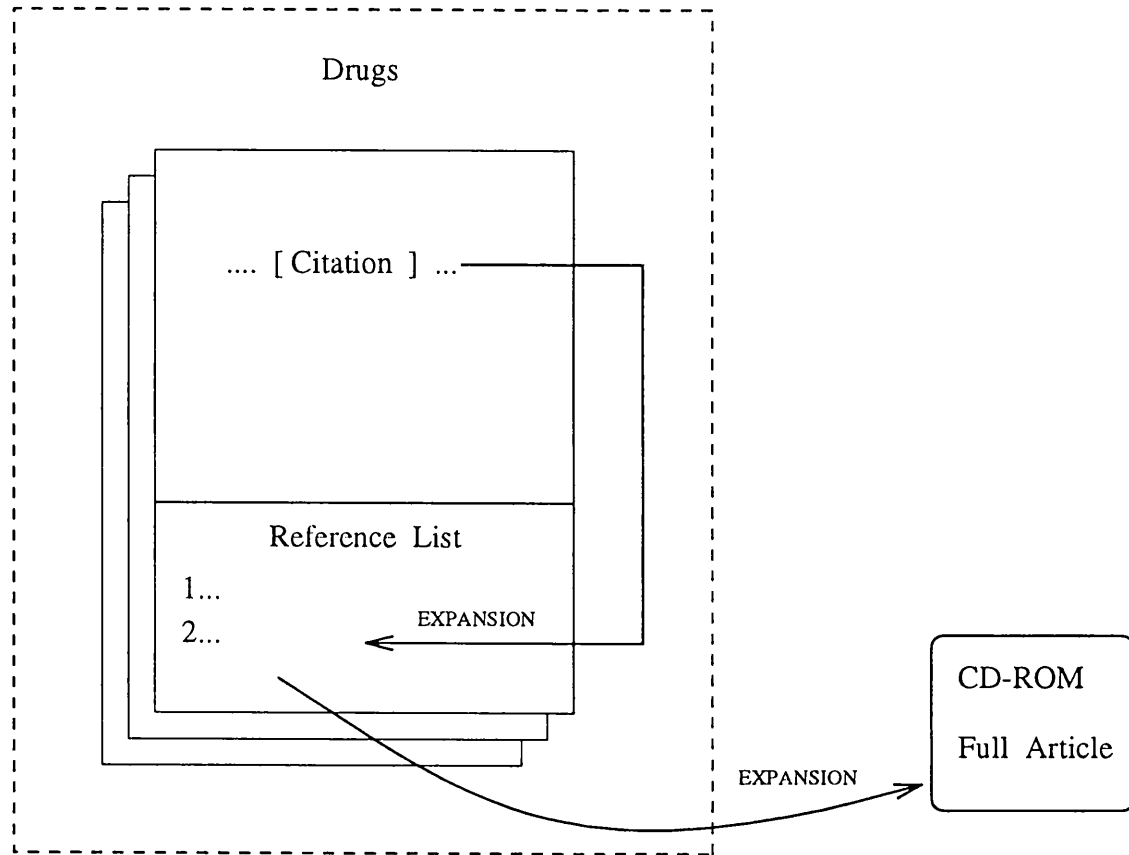 Drugs
.... [ Citation ] ...
Reference List
1...
2...
EXPANSION
CD-ROM
Full Article
EXPANSION